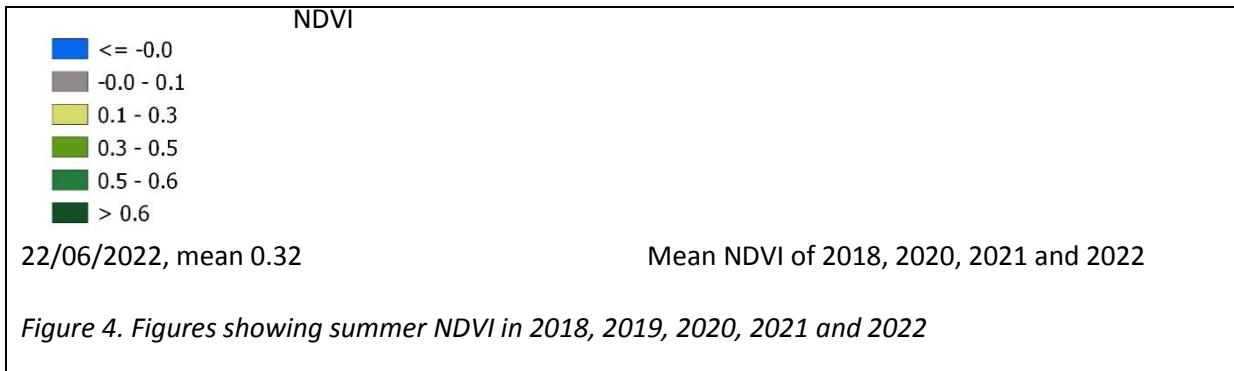 NDVI
<= -0.0
-0.0 - 0.1
0.1 - 0.3
0.3 - 0.5
0.5 - 0.6
> 0.6
22/06/2022, mean 0.32 Mean NDVI of 2018, 2020, 2021 and 2022
Figure 4. Figures showing summer NDVI in 2018, 2019, 2020, 2021 and 2022